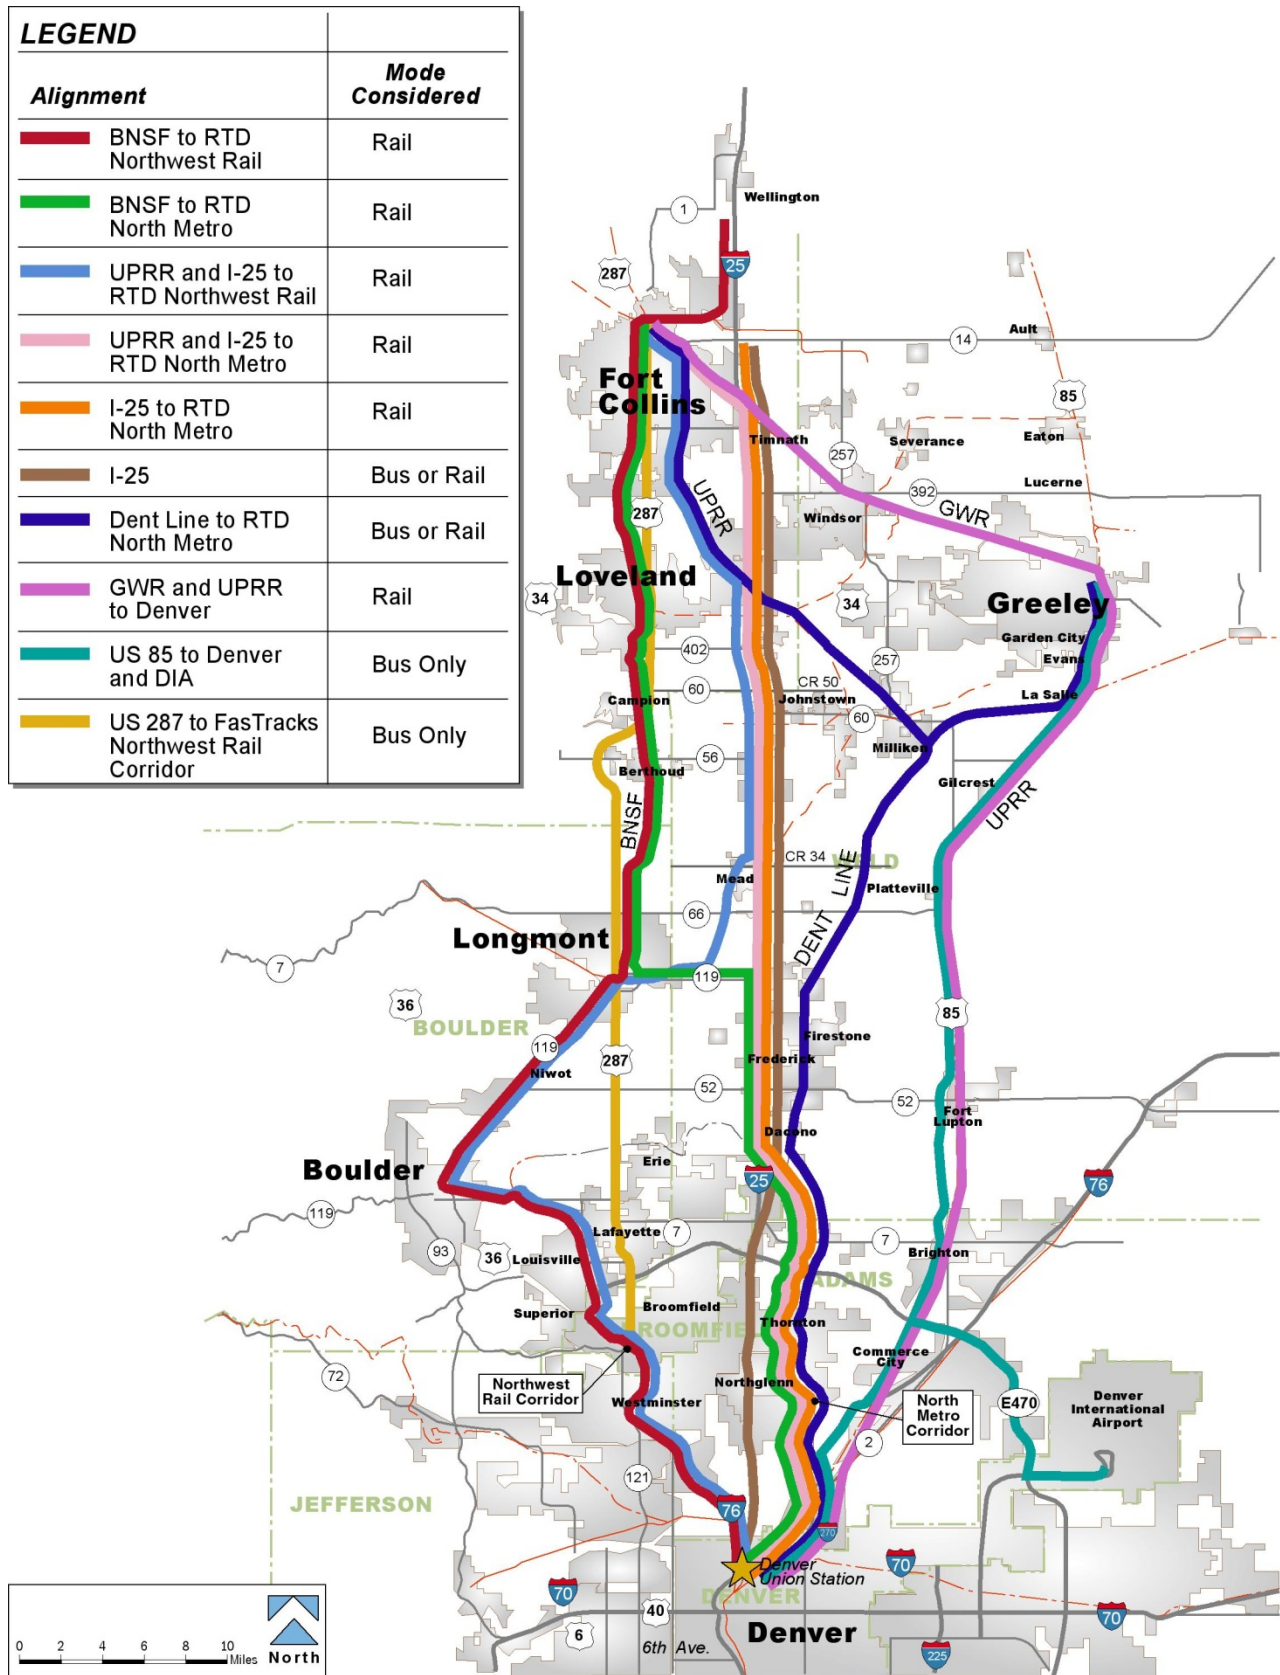 LEGEND
Alignment
Mode
Considered
BNSF to RTD
Northwest Rail
Rail
BNSF to RTD
North Metro
Rail
UPRR and I-25 to
RTD Northwest Rail
Rail
UPRR and I-25 to
RTD North Metro
Rail
I-25 to RTD
North Metro
Rail
I-25
Bus or Rail
Dent Line to RTD
North Metro
Bus or Rail
GWR and UPRR
to Denver
Rail
US 85 to Denver
and DIA
Bus Only
US 287 to FasTracks
Northwest Rail
Corridor
Bus Only
Wellington
1
25
287
Ault
14
Fort
Collins
85
Timnath
Severance
Eaton
257
Lucerne
392
UPRR
287
Windsor
GWR
Loveland
34
34
Greeley
Garden City
402
257
Evans
CR 50
60
Johnstown
La Salle
Campion
60
Milliken
56
Berthoud
Gilcrest
UPRR
BNSF
CR 34
WELD
Mead
LINE
Platteville
66
Longmont
DENT
7
119
36
BOULDER
85
119
287
Firestone
Frederick
Niwot
52
52
Fort
Lupton
Dacono
Erie
Boulder
25
76
119
Lafayette
7
7
93
36
Louisville
Brighton
ADAMS
Superior
Broomfield
BROOMFIELD
Thornton
Commerce
City
72
Northwest
Rail Corridor
Northglenn
Westminster
North
Metro
Corridor
E470
Denver
International
Airport
2
121
JEFFERSON
76
270
Denver
Union Station
70
70
DENVER
40
70
6
Denver
6th Ave.
225
0 2 4 6 8 10
Miles
North